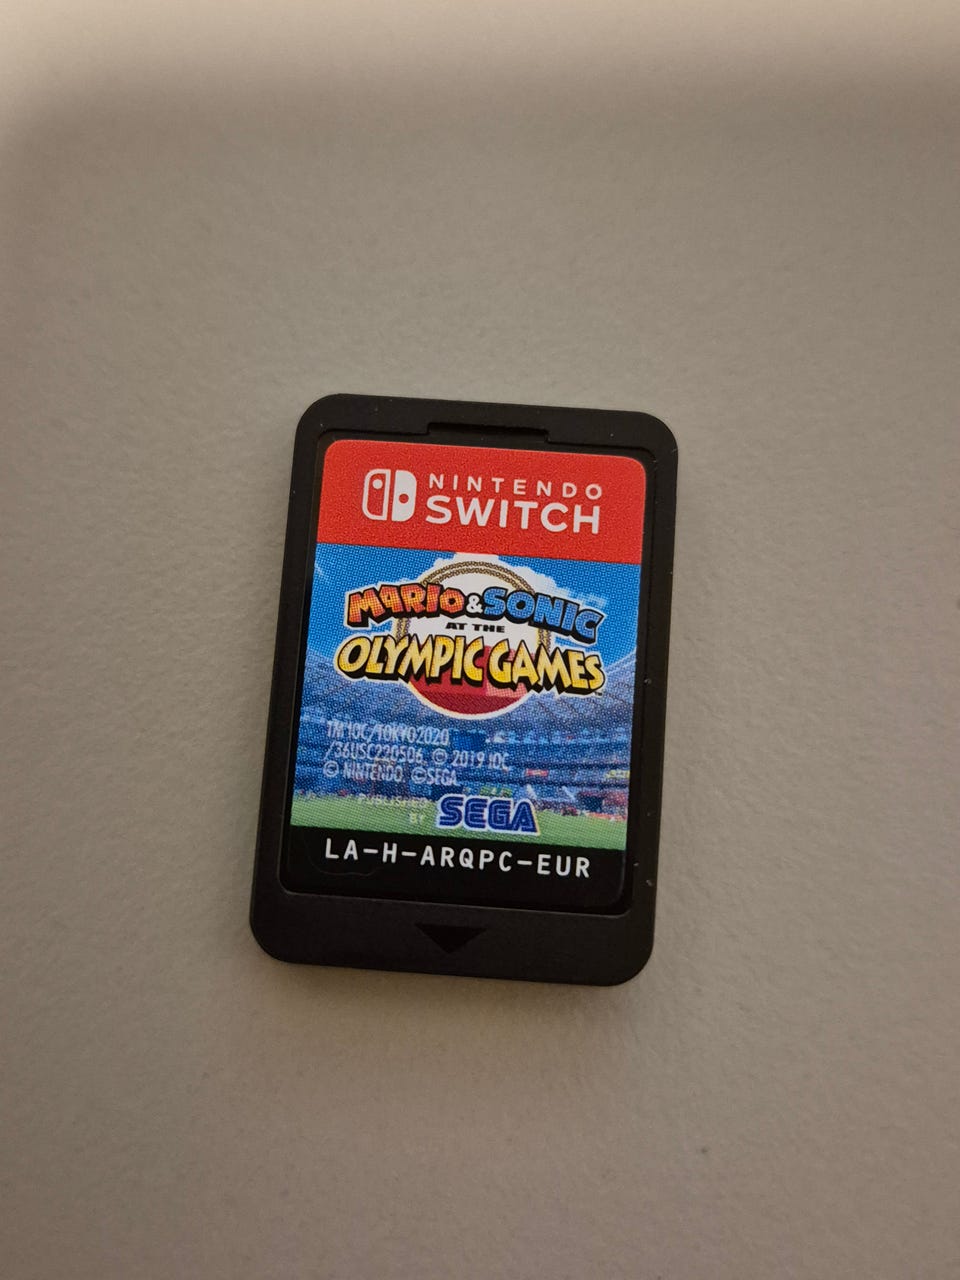 NINTENDO
SWITCH
MARIO & SONIC
AT THE
OLYMPIC GAMES
TM IOC/TOKYO2020
/36USC220506. © 2019 IOC
© NINTENDO. ©SEGA
PUBLISHED
BY SEGA
LA-H-ARQPC-EUR